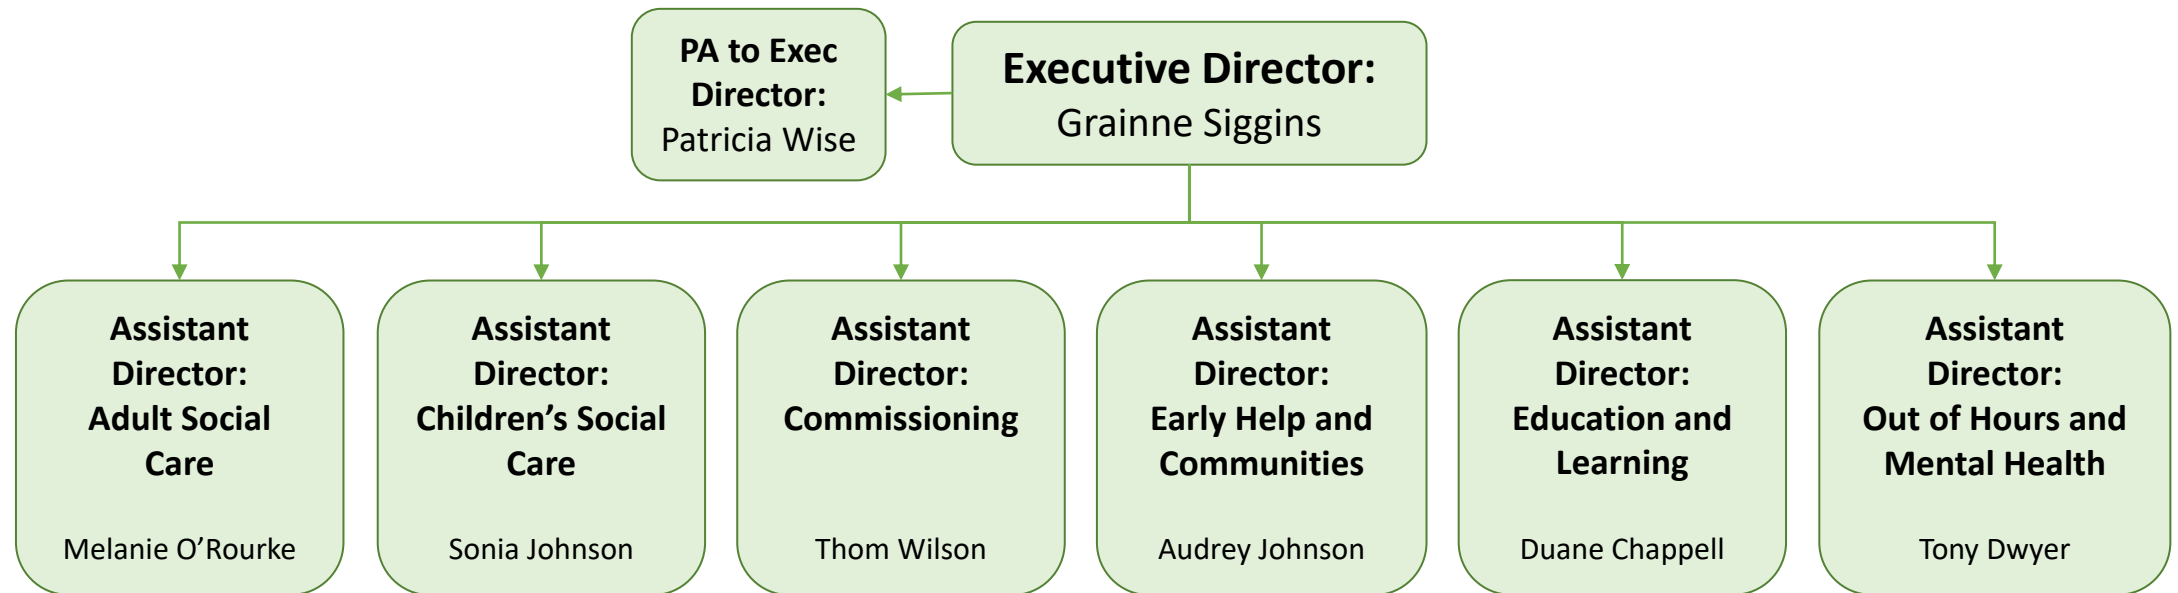 PA to Exec
Director:
Patricia Wise
Executive Director:
Grainne Siggins
Assistant
Director:
Adult Social
Care
Melanie O’Rourke
Assistant
Director:
Children’s Social
Care
Sonia Johnson
Assistant
Director:
Commissioning
Thom Wilson
Assistant
Director:
Early Help and
Communities
Audrey Johnson
Assistant
Director:
Education and
Learning
Duane Chappell
Assistant
Director:
Out of Hours and
Mental Health
Tony Dwyer